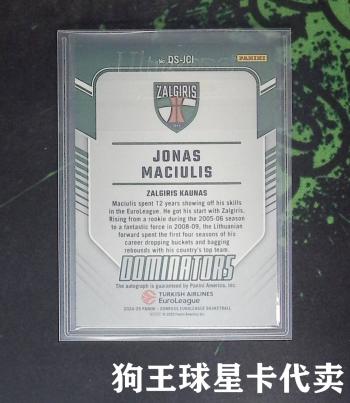 No. DS-JCI
PANINI
ZALGIRIS
JONAS
MACIULIS
ZALGIRIS KAUNAS
Maciulis spent 12 years showing off his skills
in the EuroLeague. He got his start with Zalgiris.
Rising from a rookie during the 2005-06 season
to a fantastic force in 2008-09, the Lithuanian
forward spent the first four seasons of his
career dropping buckets and bagging
rebounds with his country's top team.
DOMINATORS
The autograph is guaranteed by Panini America, Inc.
TURKISH AIRLINES
EuroLeague
2024-25 PANINI - DONRUSS EUROLEAGUE BASKETBALL
狗王球星卡代卖